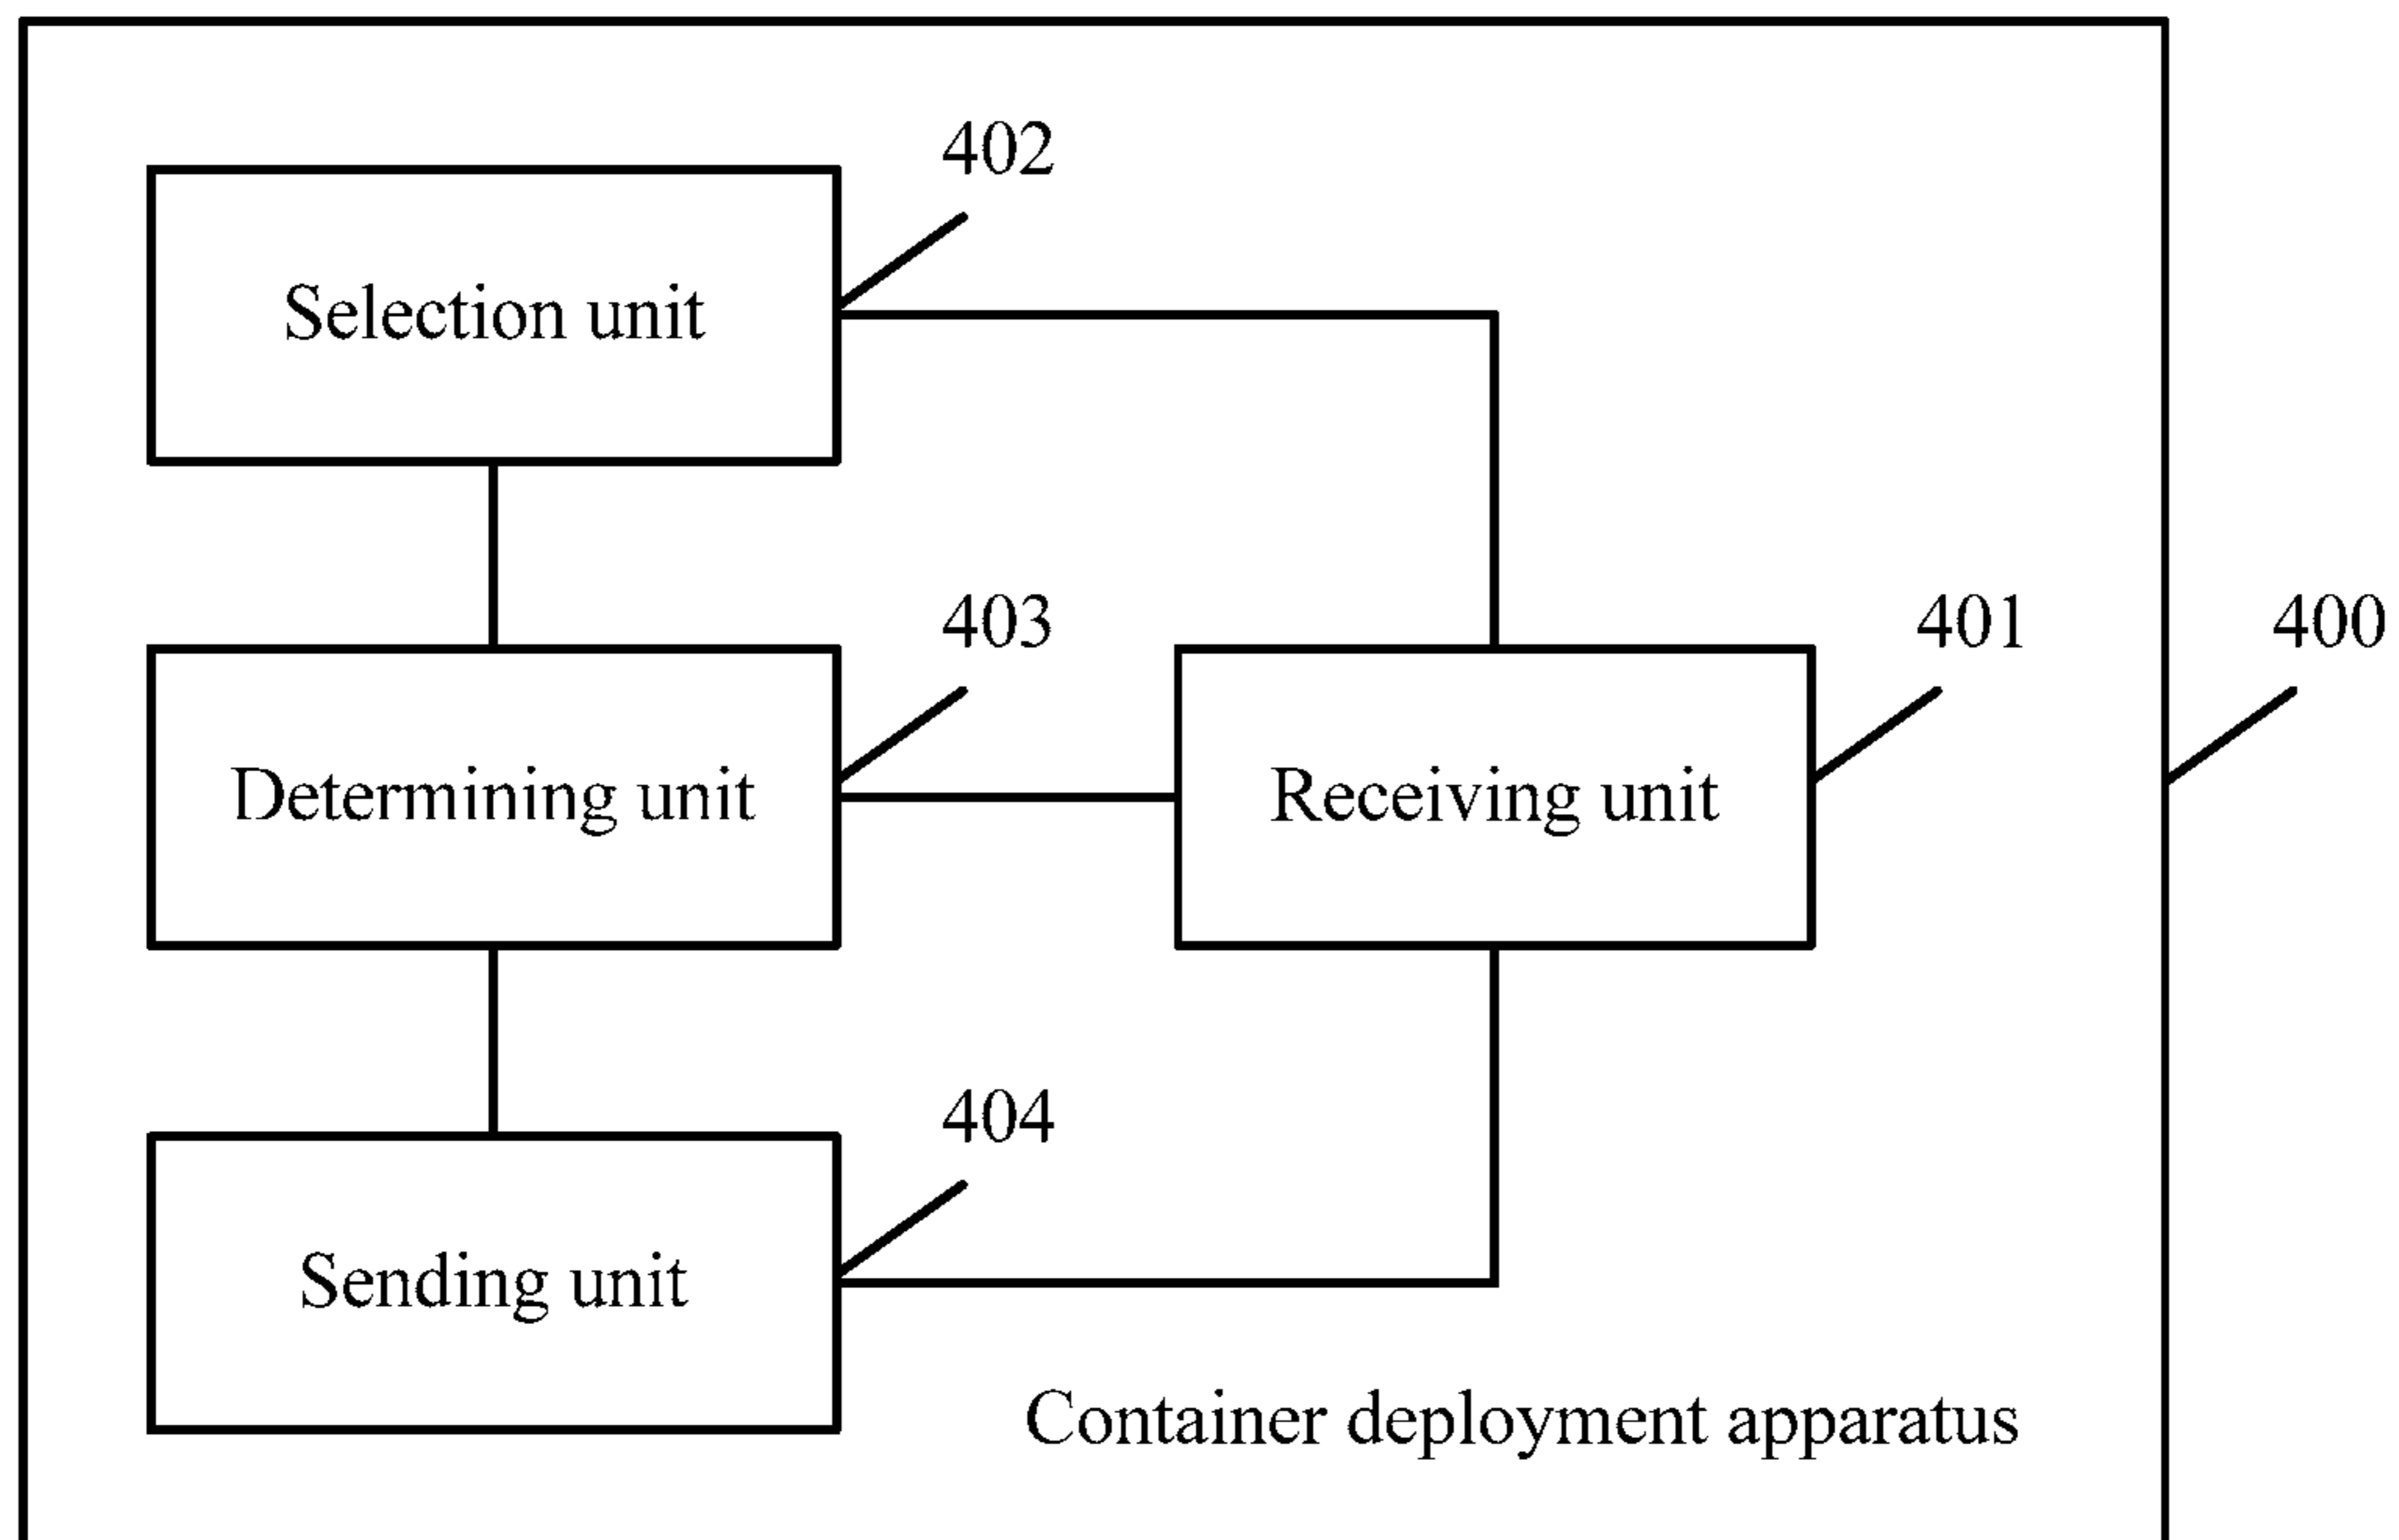 402
Selection unit
403
401
400
Determining unit
Receiving unit
404
Sending unit
Container deployment apparatus